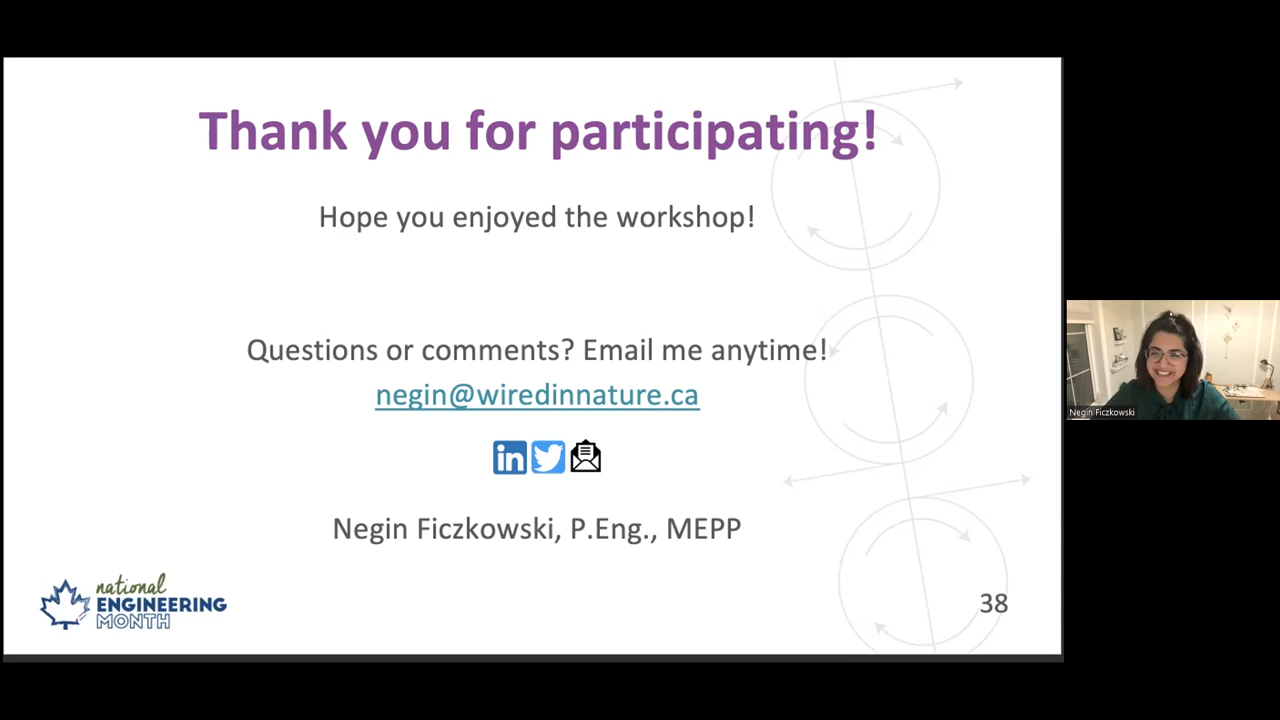 Thank you for participating!
Hope you enjoyed the workshop!
Questions or comments? Email me anytime!
negin@wiredinnature.ca
in
Negin Ficzkowski, P.Eng., MEPP
national
ENGINEERING
MONTH
38
Negin Ficzkowski